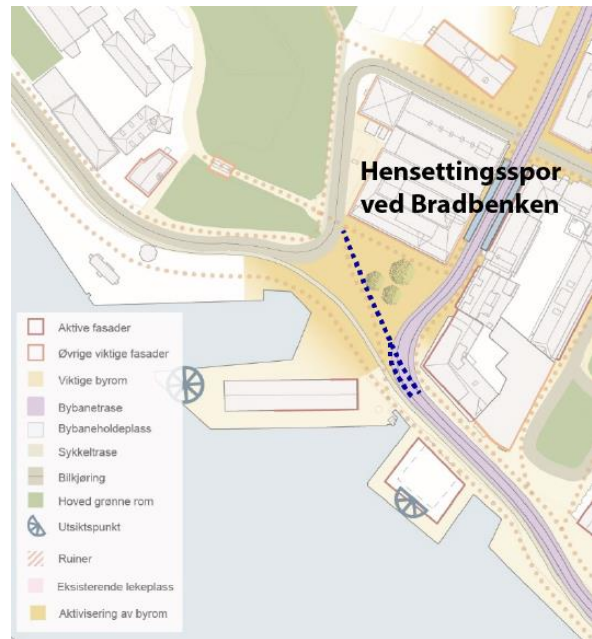 Hensettingsspor
ved Bradbenken
Aktive fasader
Øvrige viktige fasader
Viktige byrom
Bybanetrase
Bybaneholdeplass
Sykkeltrase
Bilkjøring
Hoved grønne rom
Utsiktspunkt
Ruiner
Eksisterende lekeplass
Aktivisering av byrom